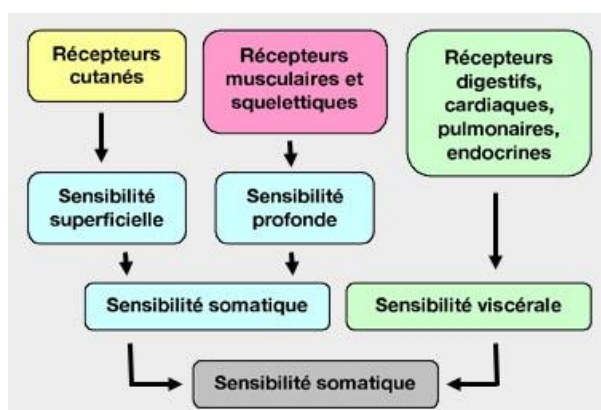 Récepteurs
cutanés
Récepteurs
musculaires et
squelettiques
Récepteurs
digestifs,
cardiaques,
pulmonaires,
endocrines
Sensibilité
superficielle
Sensibilité
profonde
Sensibilité somatique
Sensibilité viscérale
Sensibilité somatique